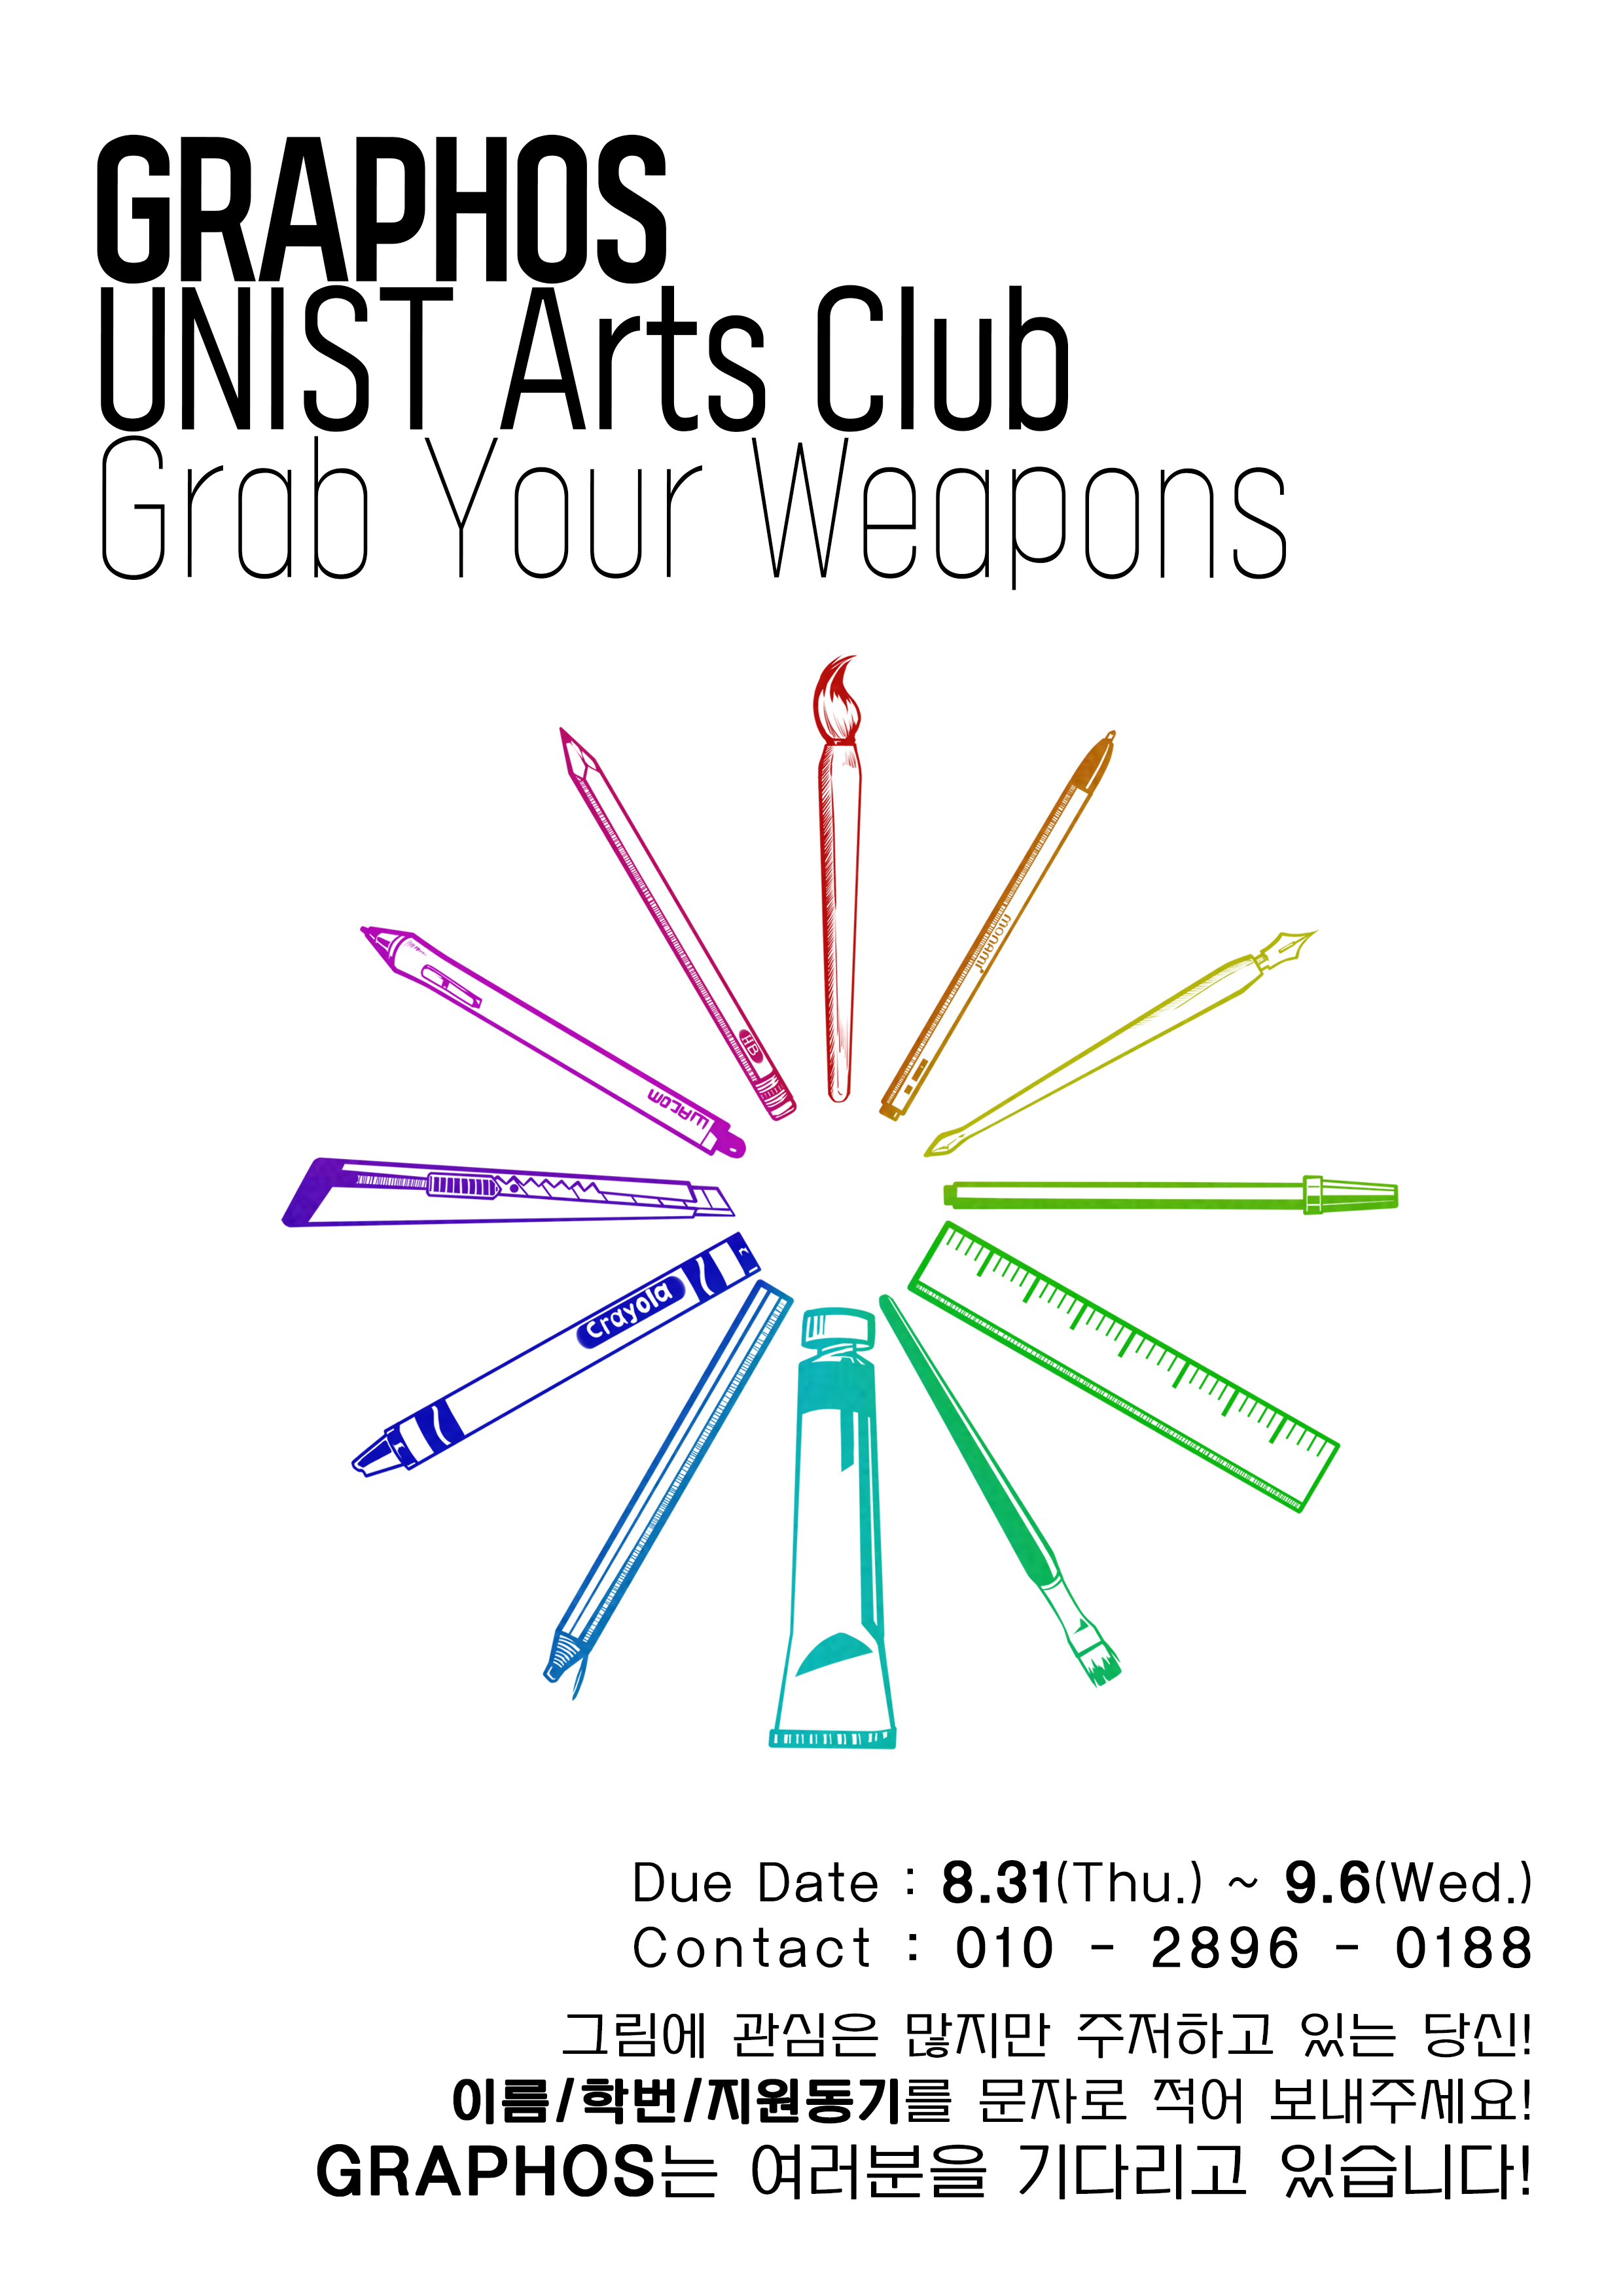 GRAPHOS
UNIST Arts Club
Grab Your Weapons
monami
HB
wacom
Crayola
Due Date : 8.31(Thu.) ~ 9.6(Wed.)
Contact : 010 - 2896 - 0188
그림에 관심은 많지만 주저하고 있는 당신!
이름/학번/지원동기를 문자로 적어 보내주세요!
GRAPHOS는 여러분을 기다리고 있습니다!